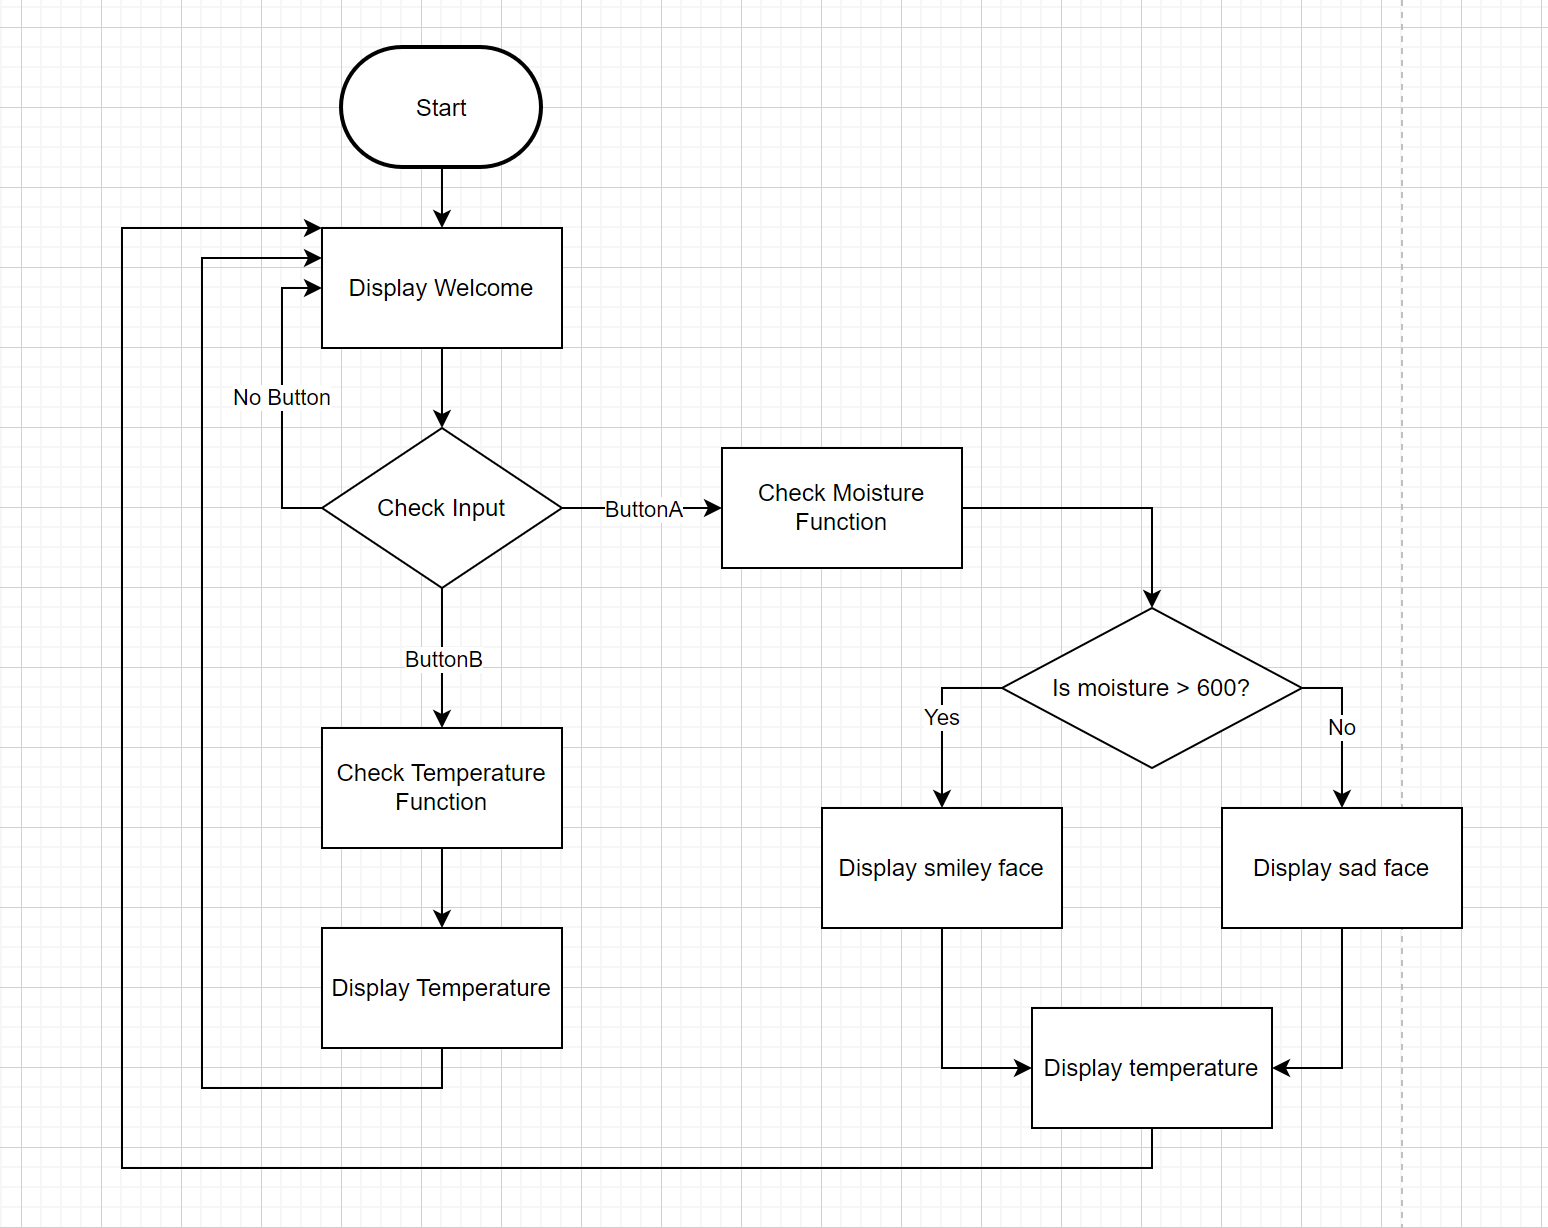 Start
Display Welcome
No Button
Check Input
ButtonA
Check Moisture
Function
ButtonB
Is moisture > 600?
Yes
No
Check Temperature
Function
Display smiley face
Display sad face
Display Temperature
Display temperature